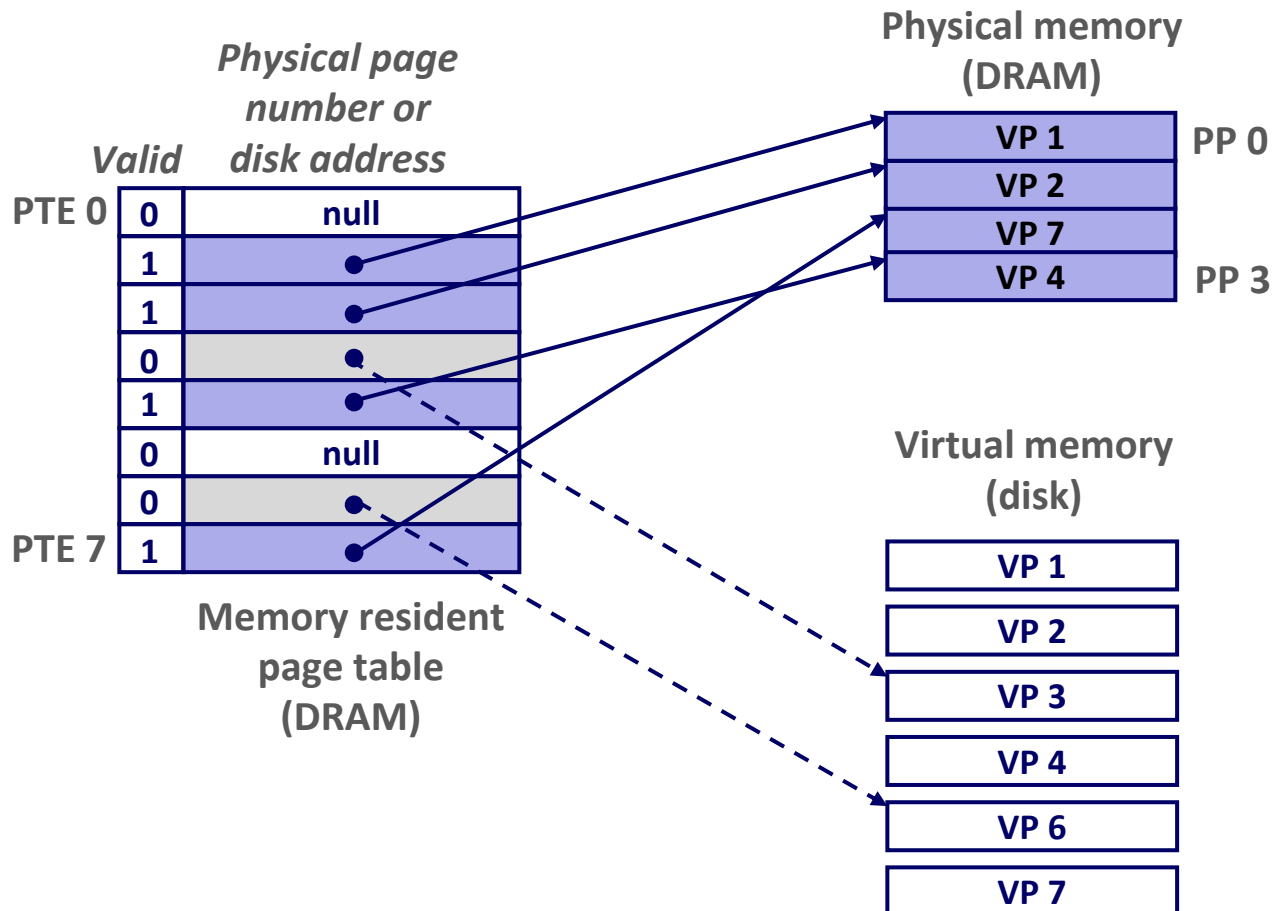 Physical memory
(DRAM)
Physical page
number or
disk address
Valid
VP 1
PP 0
VP 2
VP 7
VP 4
PP 3
PTE 0
0
null
1
1
0
1
0
null
0
PTE 7
1
Memory resident
page table
(DRAM)
Virtual memory
(disk)
VP 1
VP 2
VP 3
VP 4
VP 6
VP 7